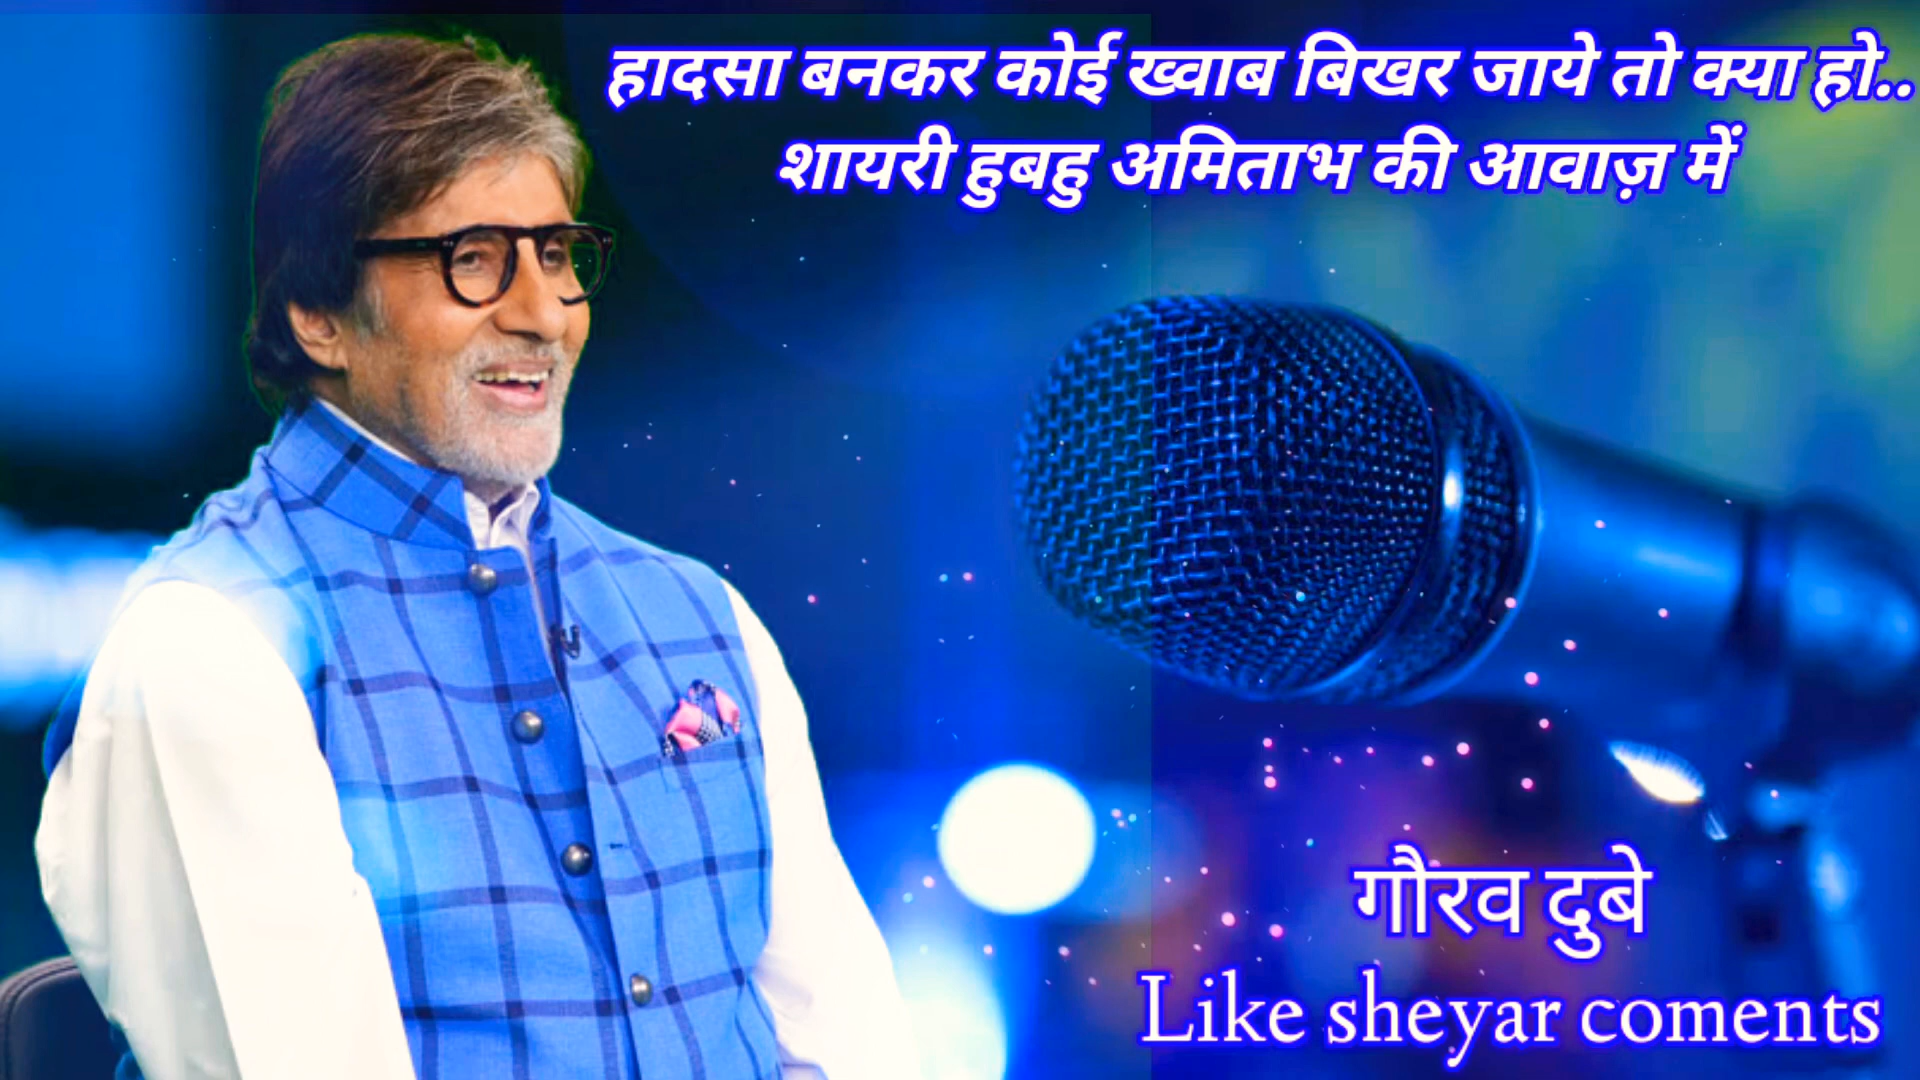 हादसा बनकर कोई ख्वाब बिखर जाये तो क्या हो..
शायरी हुबहु अमिताभ की आवाज़ में
गौरव दुबे
Like sheyar coments